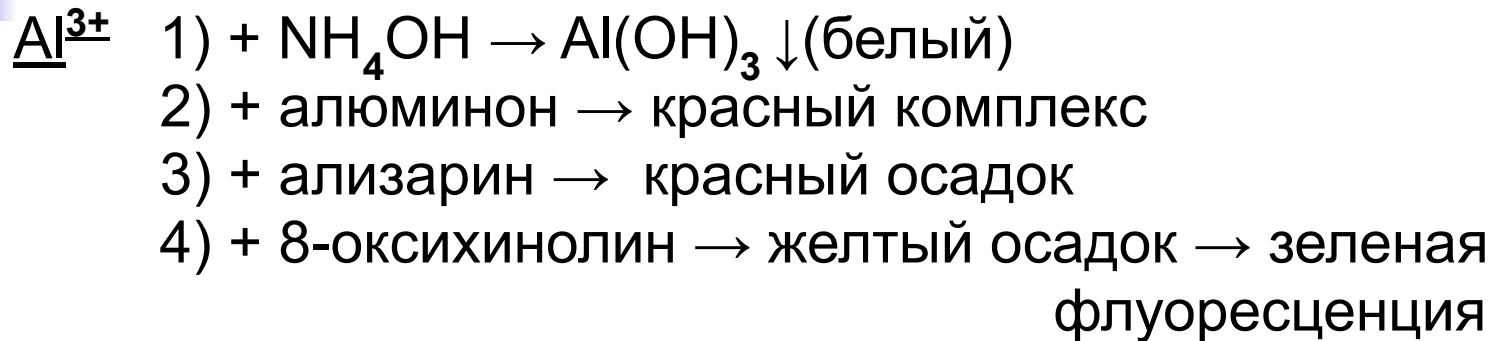 Al³⁺ 1) + NH₄OH → Al(OH)₃ ↓(белый)
2) + алюминон → красный комплекс
3) + ализарин → красный осадок
4) + 8-оксихинолин → желтый осадок → зеленая
флуоресценция